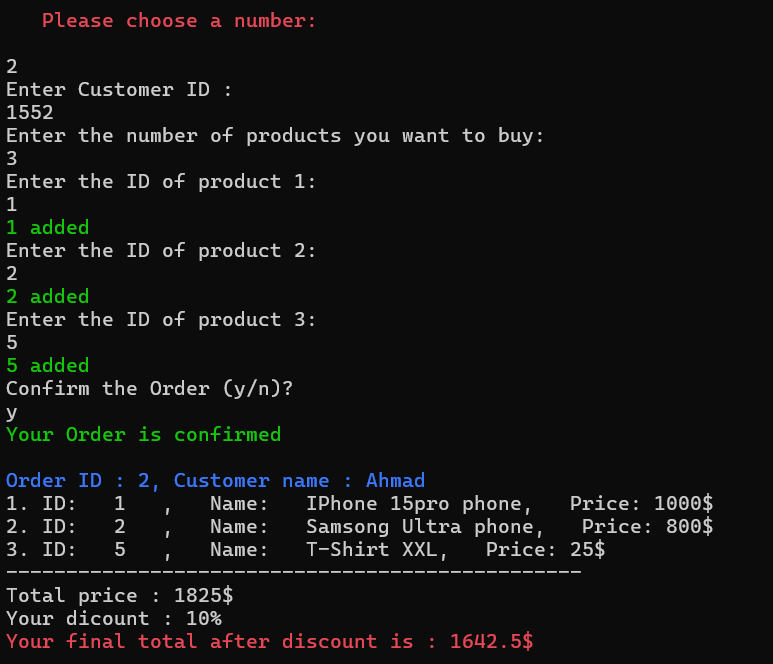 Please choose a number:
2
Enter Customer ID :
1552
Enter the number of products you want to buy:
3
Enter the ID of product 1:
1
1 added
Enter the ID of product 2:
2
2 added
Enter the ID of product 3:
5
5 added
Confirm the Order (y/n)?
y
Your Order is confirmed
Order ID : 2, Customer name : Ahmad
1. ID:   1   ,   Name:   IPhone 15pro phone,   Price: 1000$
2. ID:   2   ,   Name:   Samsong Ultra phone,   Price: 800$
3. ID:   5   ,   Name:   T-Shirt XXL,   Price: 25$
------------------------------------------------
Total price : 1825$
Your dicount : 10%
Your final total after discount is : 1642.5$